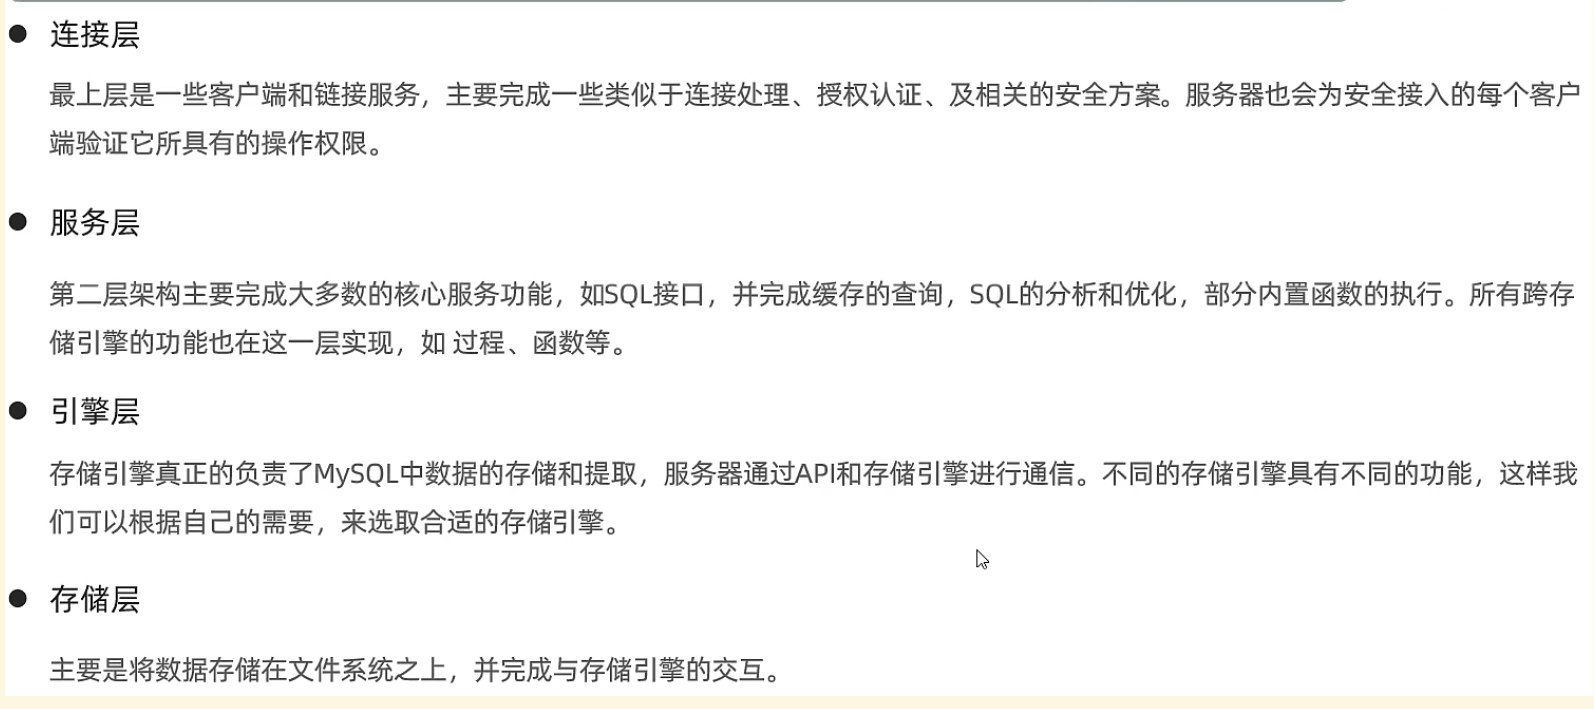 连接层
最上层是一些客户端和链接服务，主要完成一些类似于连接处理、授权认证、及相关的安全方案。服务器也会为安全接入的每个客户
端验证它所具有的操作权限。
服务层
第二层架构主要完成大多数的核心服务功能，如SQL接口，并完成缓存的查询，SQL的分析和优化，部分内置函数的执行。所有跨存
储引擎的功能也在这一层实现，如 过程、函数等。
引擎层
存储引擎真正的负责了MySQL中数据的存储和提取，服务器通过API和存储引擎进行通信。不同的存储引擎具有不同的功能，这样我
们可以根据自己的需要，来选取合适的存储引擎。
存储层
主要是将数据存储在文件系统之上，并完成与存储引擎的交互。